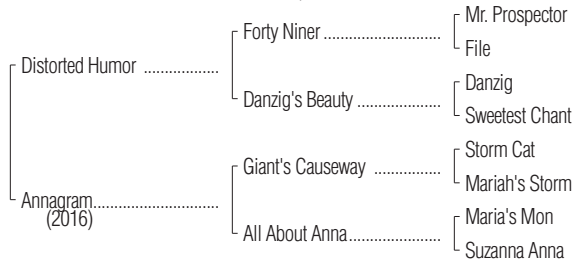 Mr. Prospector
Forty Niner ........................
File
Distorted Humor ..................
Danzig
Danzig's Beauty ....................
Sweetest Chant
Storm Cat
Giant's Causeway ................
Mariah's Storm
Annagram..........................
(2016)
Maria's Mon
All About Anna......................
Suzanna Anna